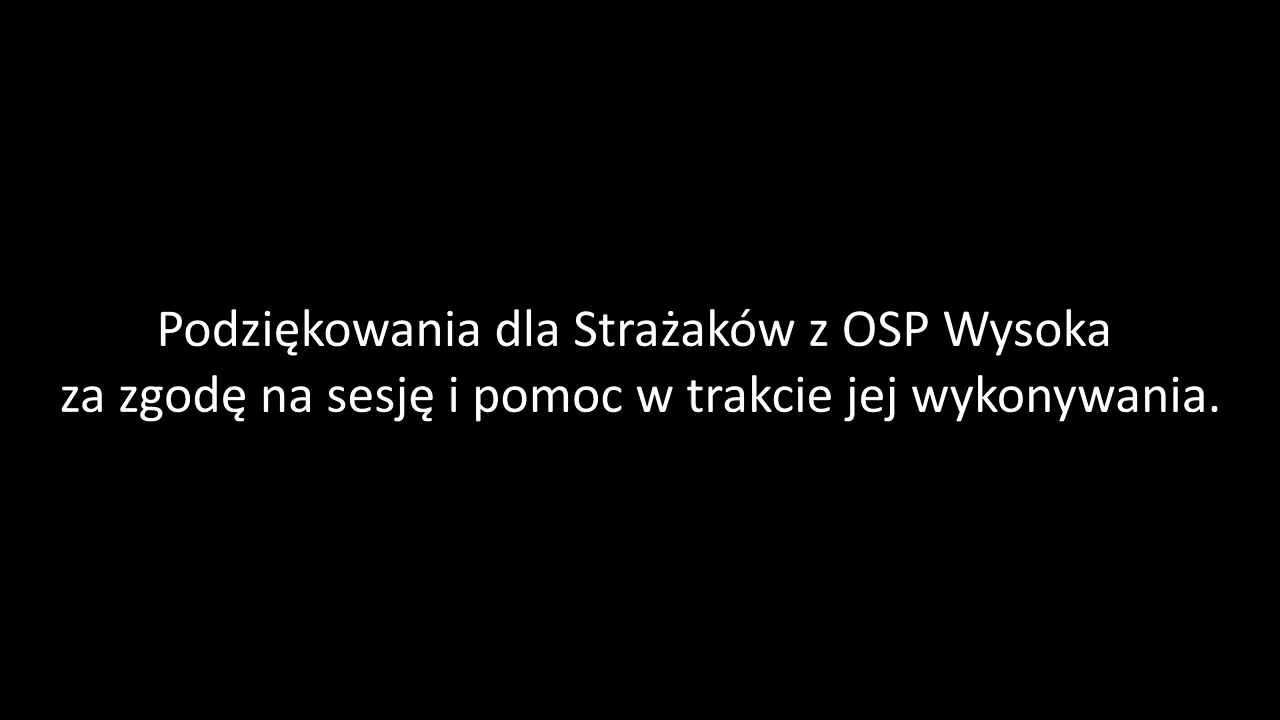 Podziękowania dla Strażaków z OSP Wysoka
za zgodę na sesję i pomoc w trakcie jej wykonywania.